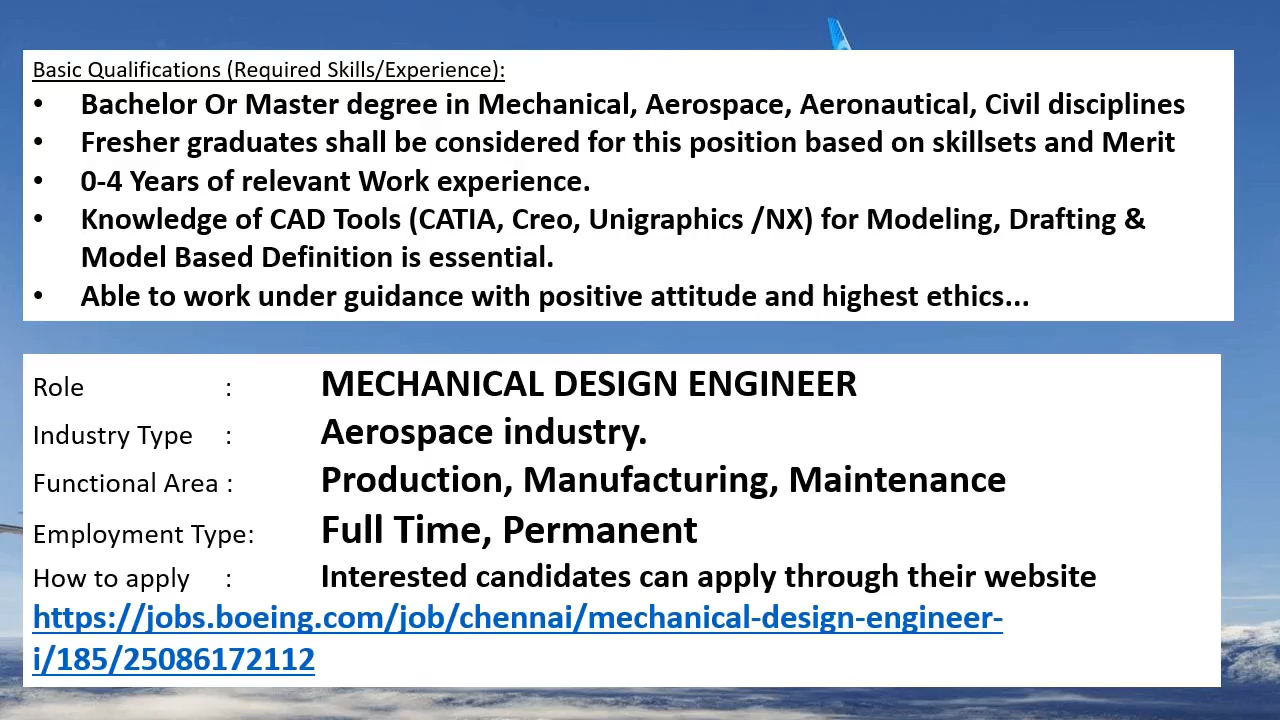 Basic Qualifications (Required Skills/Experience):
• Bachelor Or Master degree in Mechanical, Aerospace, Aeronautical, Civil disciplines
• Fresher graduates shall be considered for this position based on skillsets and Merit
• 0-4 Years of relevant Work experience.
• Knowledge of CAD Tools (CATIA, Creo, Unigraphics /NX) for Modeling, Drafting &
Model Based Definition is essential.
• Able to work under guidance with positive attitude and highest ethics...
Role : MECHANICAL DESIGN ENGINEER
Industry Type : Aerospace industry.
Functional Area : Production, Manufacturing, Maintenance
Employment Type: Full Time, Permanent
How to apply : Interested candidates can apply through their website
https://jobs.boeing.com/job/chennai/mechanical-design-engineer-
i/185/25086172112